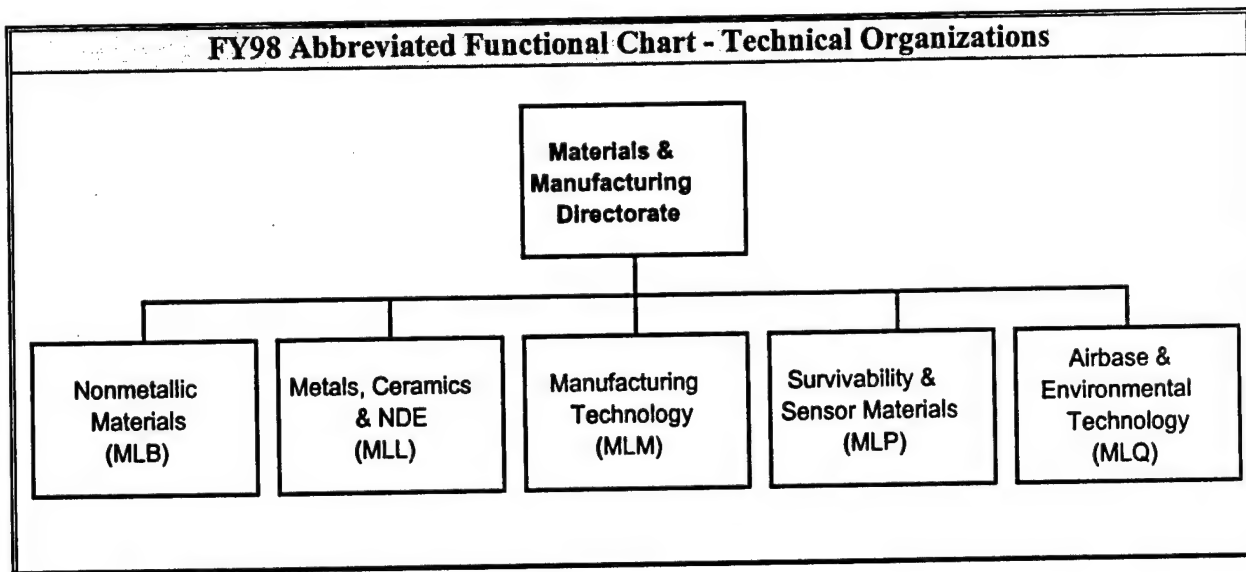 FY98 Abbreviated Functional Chart - Technical Organizations
Materials &
Manufacturing
Directorate
Nonmetallic
Materials
(MLB)
Metals, Ceramics
& NDE
(MLL)
Manufacturing
Technology
(MLM)
Survivability &
Sensor Materials
(MLP)
Airbase &
Environmental
Technology
(MLQ)